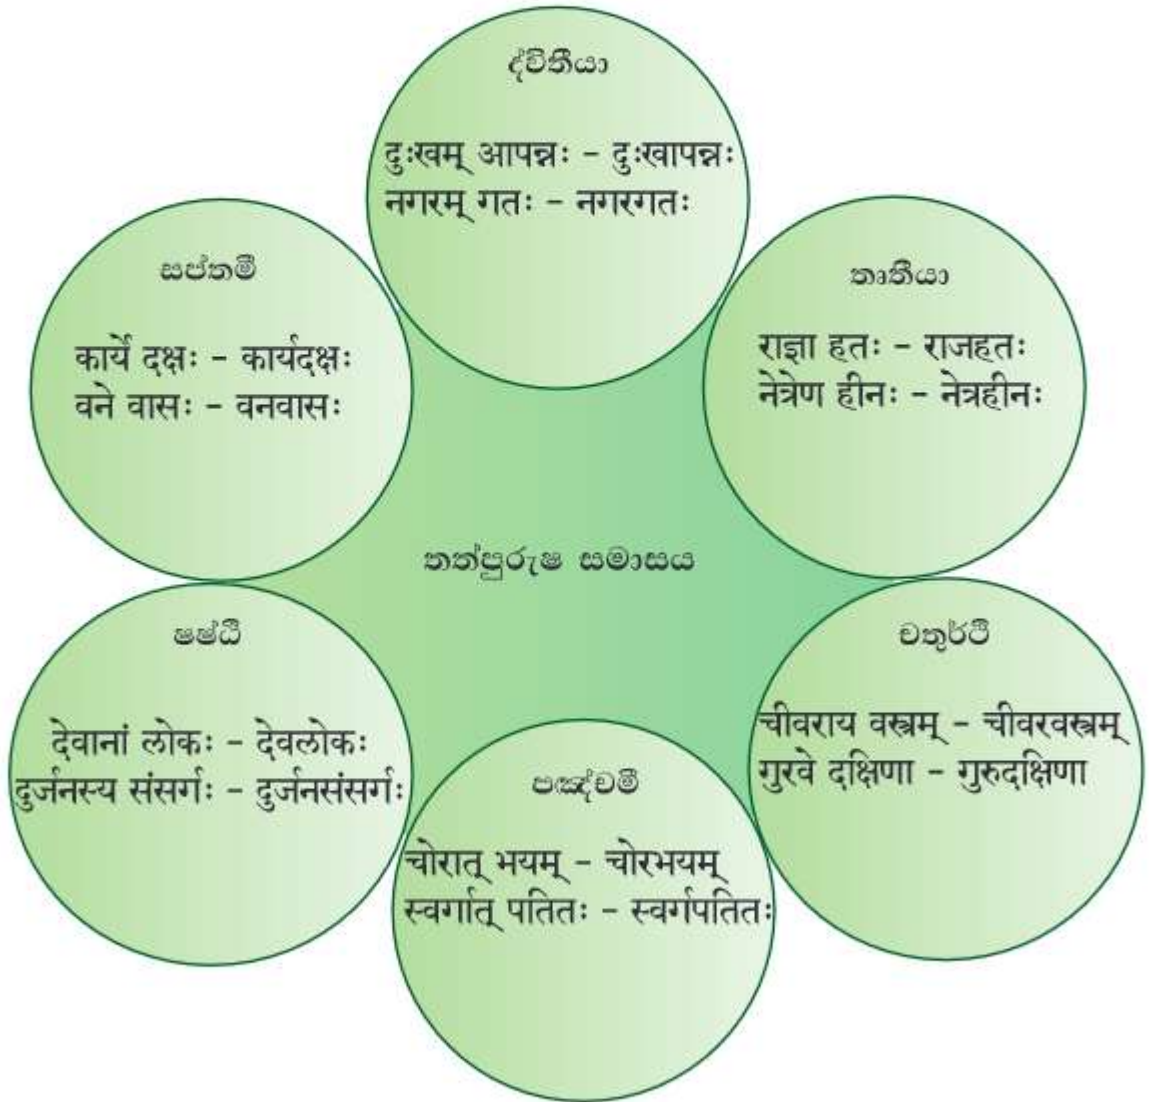 ද්විතීයා
दुःखम् आपन्नः - दुःखापन्नः
नगरम् गतः - नगरगतः
තෘතීයා
राज्ञा हतः - राजहतः
नेत्रेण हीनः - नेत्रहीनः
චතුර්ථී
चीवराय वस्त्रम् - चीवरवस्त्रम्
गुरवे दक्षिणा - गुरुदक्षिणा
පඤ්චමී
चोरात् भयम् - चोरभयम्
स्वर्गात् पतितः - स्वर्गपतितः
ෂෂ්ඨී
देवानां लोकः - देवलोकः
दुर्जनस्य संसर्गः - दुर्जनसंसर्गः
සප්තමී
कार्ये दक्षः - कार्यदक्षः
वने वासः - वनवासः
තත්පුරුෂ සමාසය